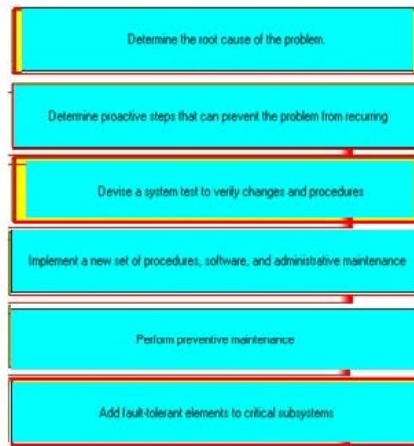 Determine the root cause of the problem.
Determine proactive steps that can prevent the problem from recurring
Devise a system test to verify changes and procedures
Implement a new set of procedures, software, and administrative maintenance
Perform preventive maintenance
Add fault-tolerant elements to critical subsystems